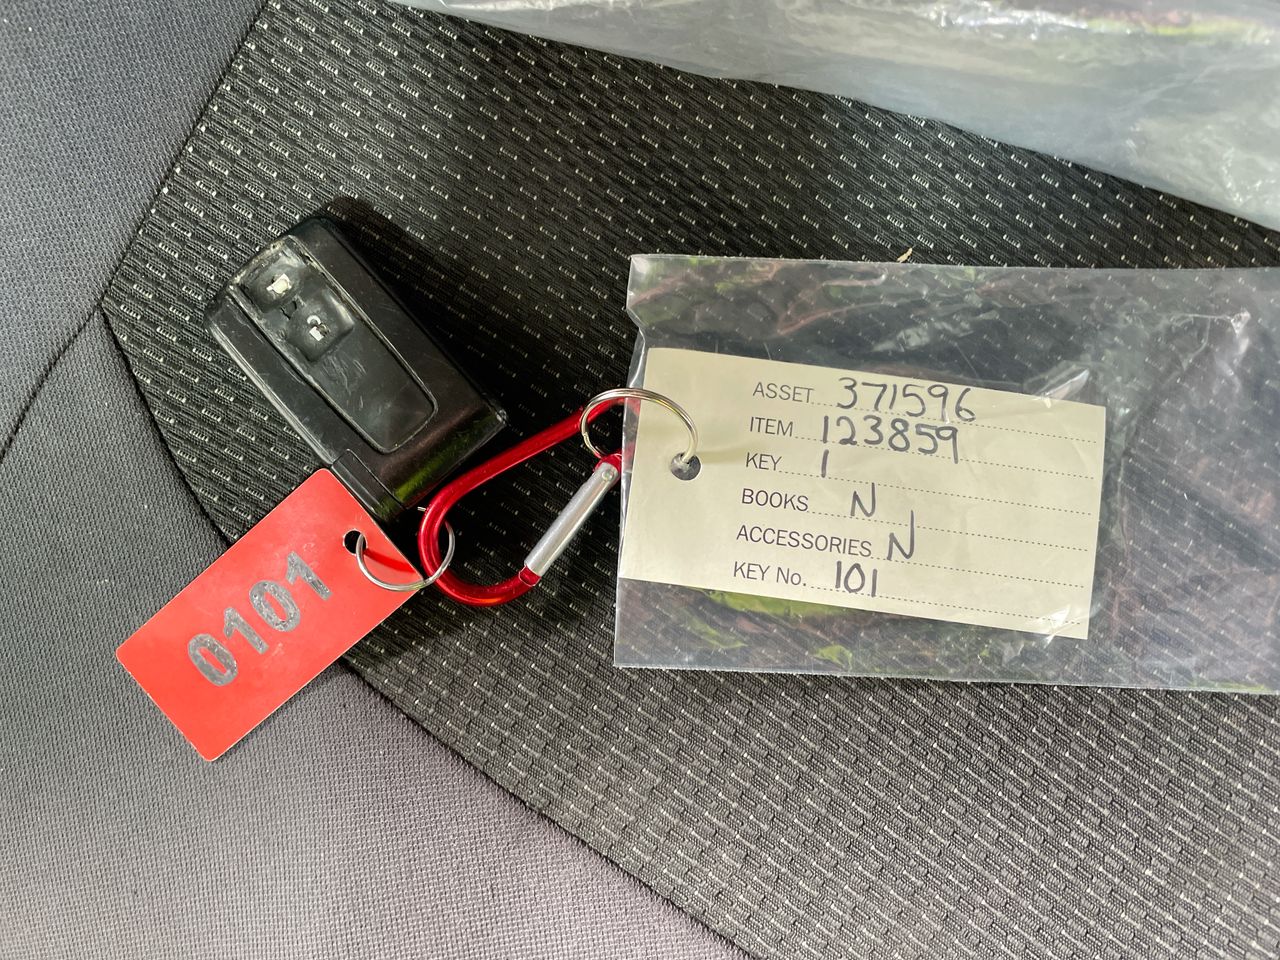 0101
ASSET 371596
ITEM 123859
KEY 1
BOOKS N
ACCESSORIES N
KEY No. 101